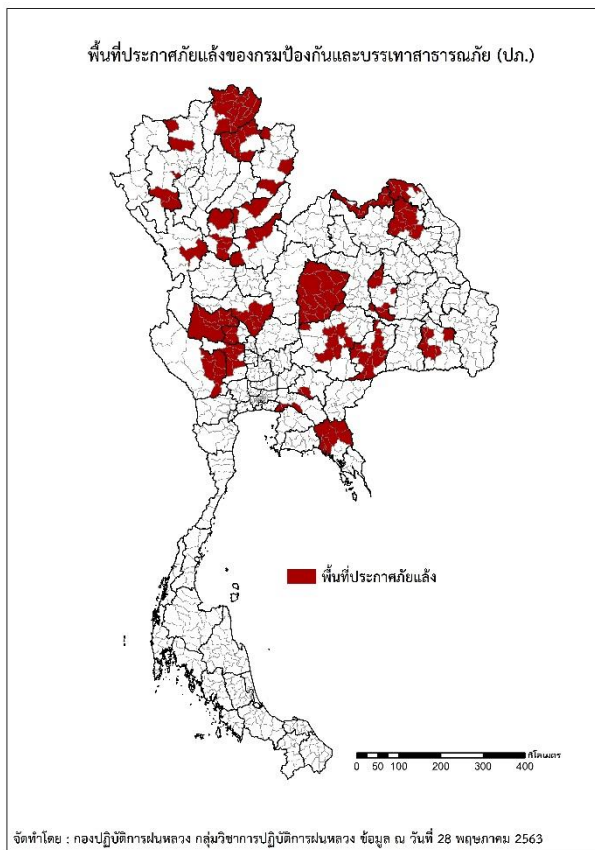 พื้นที่ประกาศภัยแล้งของกรมป้องกันและบรรเทาสาธารณภัย (ปภ.)
พื้นที่ประกาศภัยแล้ง
กิโลเมตร
0 50 100 200 300 400
จัดทำโดย : กองปฏิบัติการฝนหลวง กลุ่มวิชาการปฏิบัติการฝนหลวง ข้อมูล ณ วันที่ 28 พฤษภาคม 2563